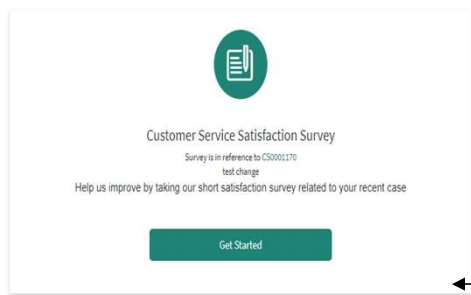 Customer Service Satisfaction Survey
Survey is in reference to CS0001170
test change
Help us improve by taking our short satisfaction survey related to your recent case
Get Started